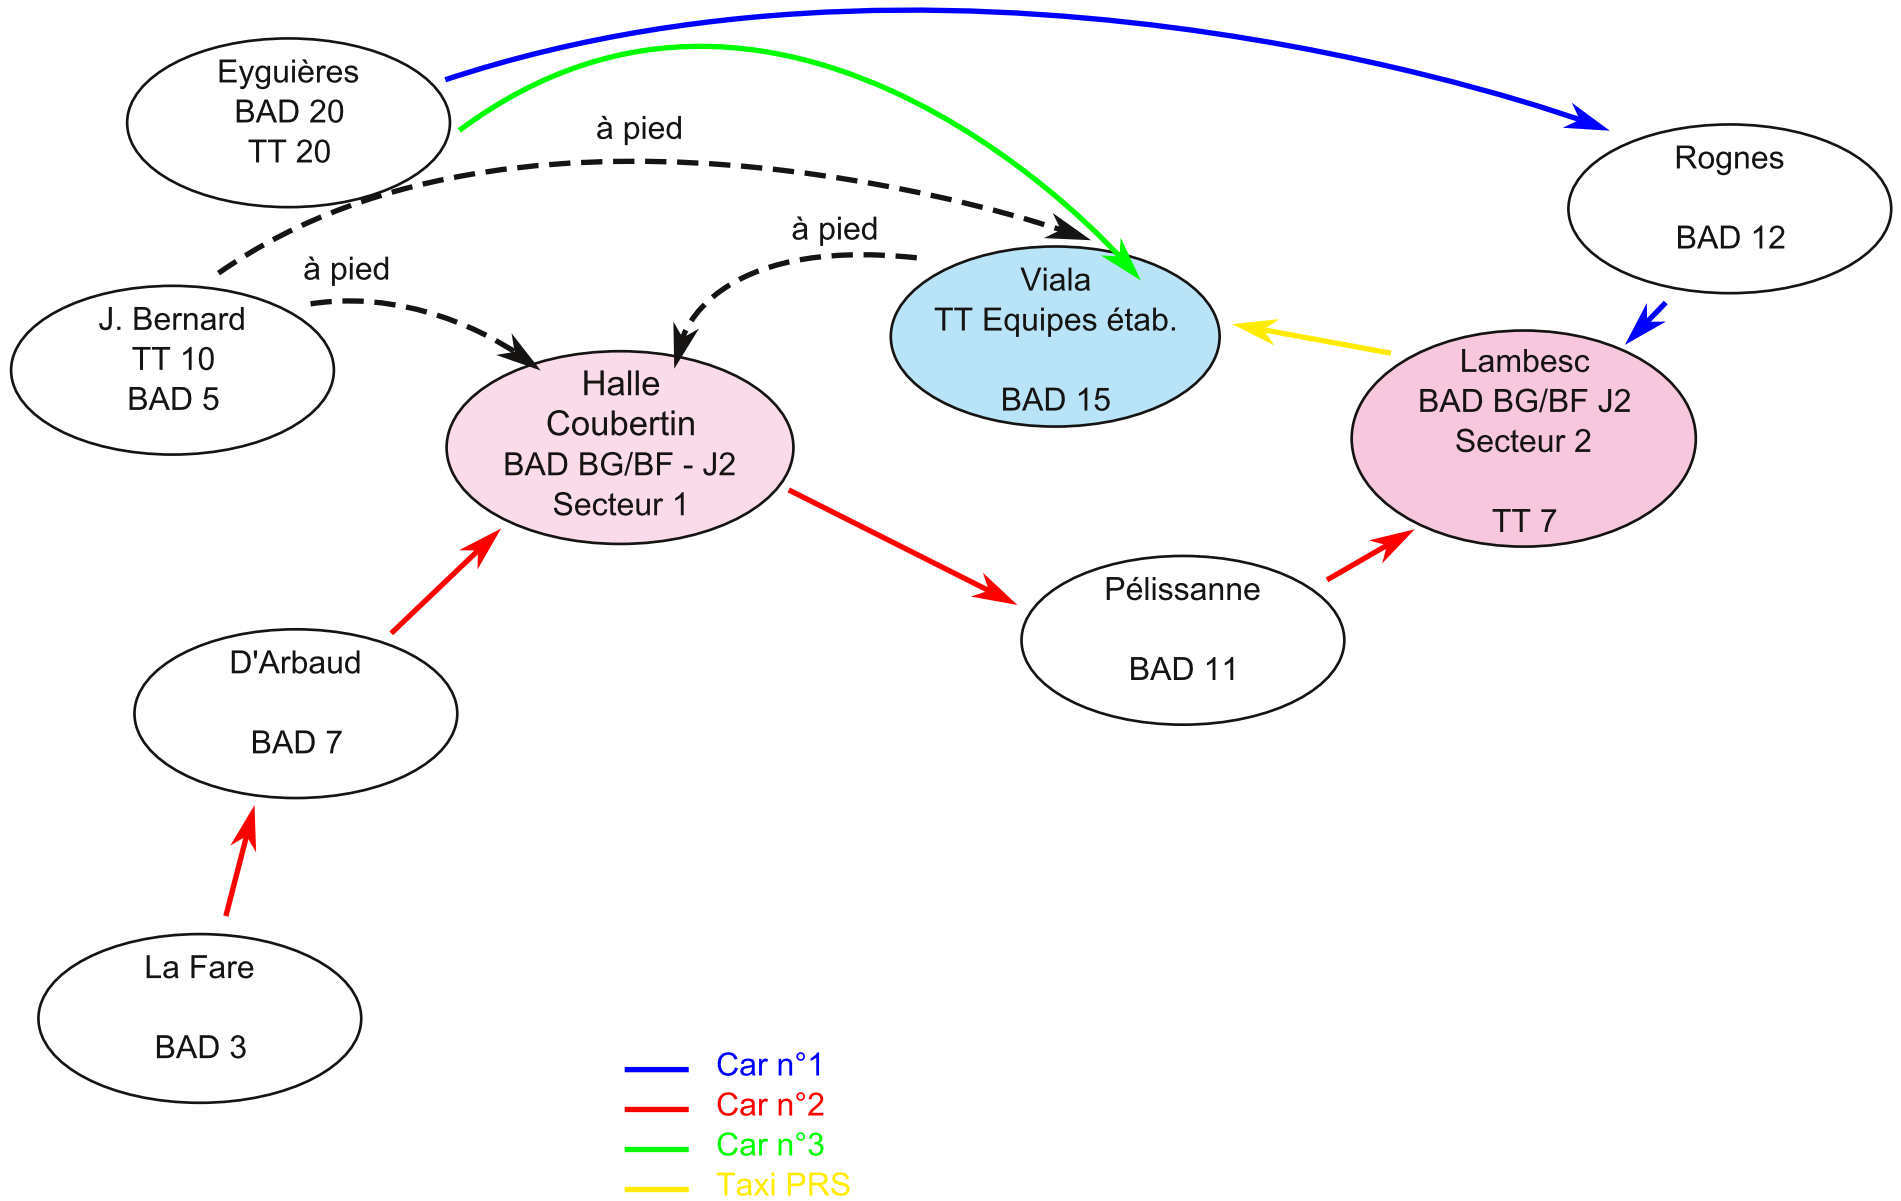 Eyguières
BAD 20
TT 20
à pied
Rognes
BAD 12
à pied
à pied
J. Bernard
TT 10
BAD 5
Viala
TT Equipes étab.
BAD 15
Halle
Coubertin
BAD BG/BF - J2
Secteur 1
Lambesc
BAD BG/BF J2
Secteur 2
TT 7
Pélissanne
BAD 11
D'Arbaud
BAD 7
La Fare
BAD 3
Car n°1
Car n°2
Car n°3
Taxi PRS